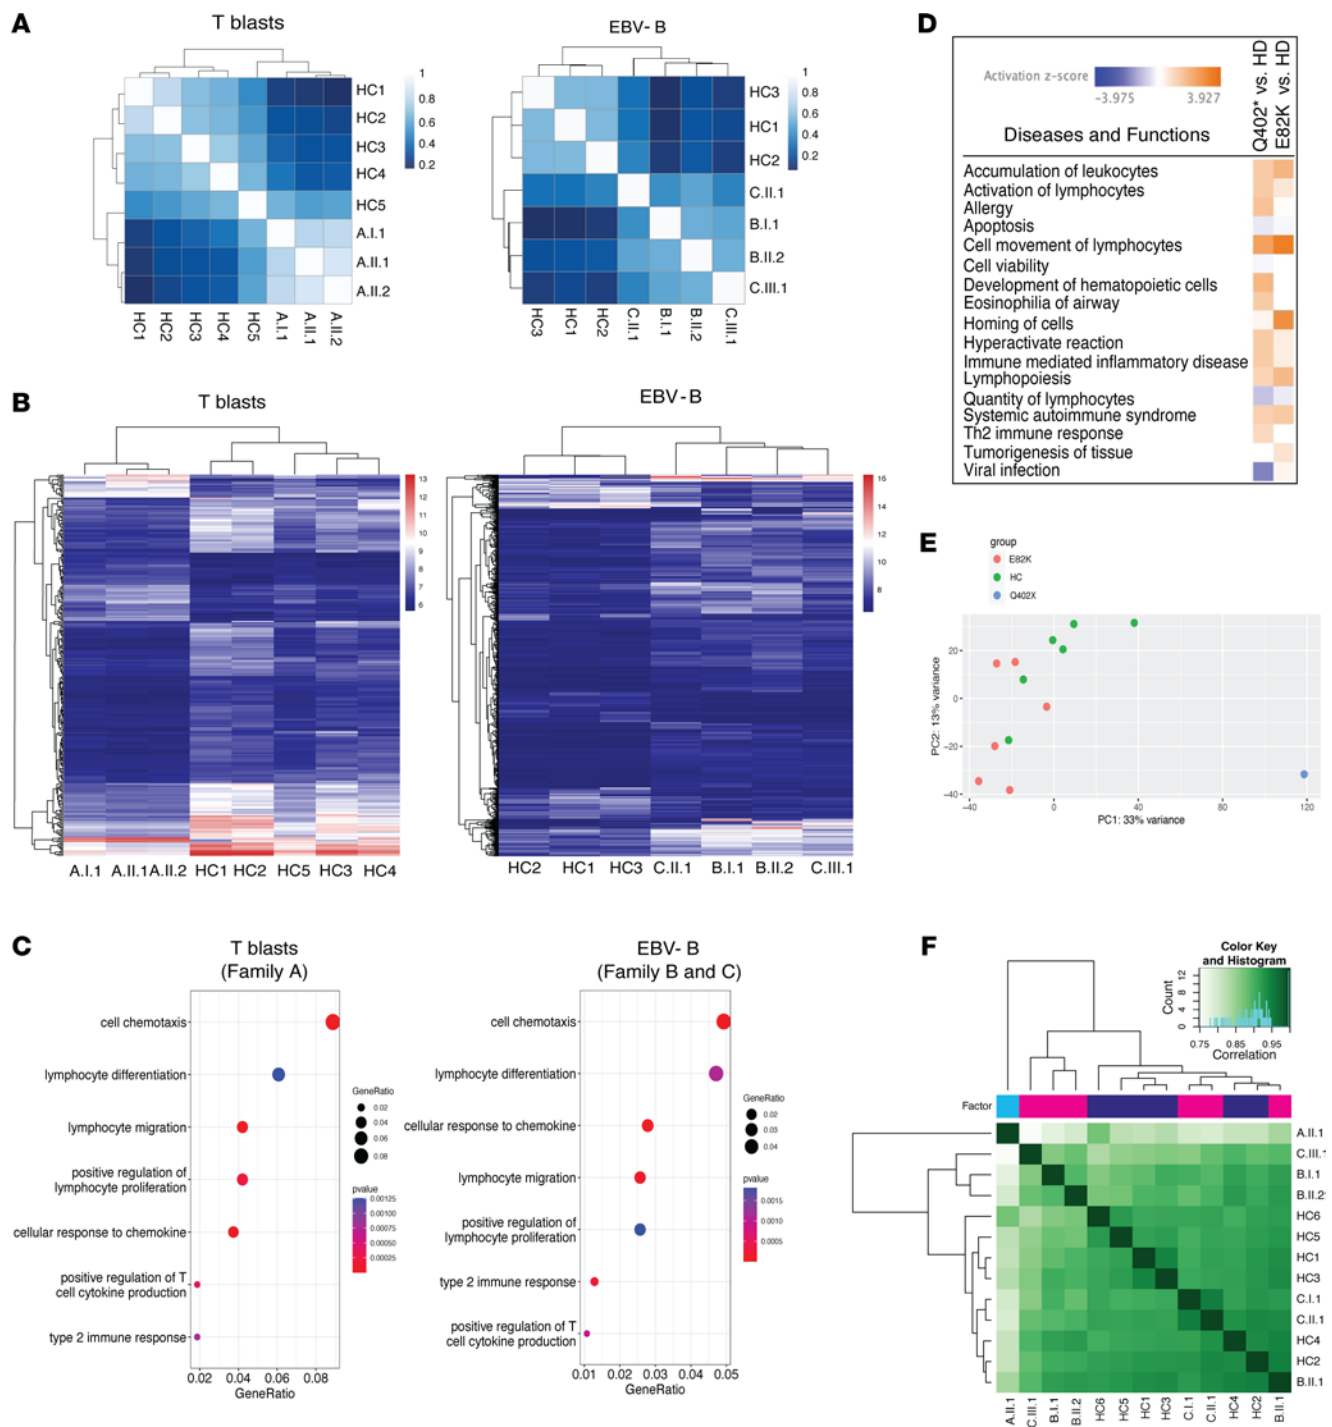 A
T blasts
HC1
HC2
HC3
HC4
HC5
A.I.1
A.II.1
A.II.2
1
0.8
0.6
0.4
0.2
HC1
HC2
HC3
HC4
HC5
A.I.1
A.II.1
A.II.2
EBV- B
HC3
HC1
HC2
C.II.1
B.I.1
B.II.2
C.III.1
1
0.8
0.6
0.4
0.2
HC3
HC1
HC2
C.II.1
B.I.1
B.II.2
C.III.1
B
T blasts
13
12
11
10
9
8
7
6
A.I.1
A.II.1
A.II.2
HC1
HC2
HC5
HC3
HC4
EBV-B
16
14
12
10
8
HC2
HC1
HC3
C.II.1
B.I.1
B.II.2
C.III.1
C
T blasts
(Family A)
cell chemotaxis
lymphocyte differentiation
lymphocyte migration
positive regulation of
lymphocyte proliferation
cellular response to chemokine
positive regulation of T
cell cytokine production
type 2 immune response
0.02
0.04
0.06
0.08
GeneRatio
GeneRatio
0.02
0.04
0.06
0.08
pvalue
0.00125
0.00100
0.00075
0.00050
0.00025
EBV- B
(Family B and C)
cell chemotaxis
lymphocyte differentiation
cellular response to chemokine
lymphocyte migration
positive regulation of
lymphocyte proliferation
type 2 immune response
positive regulation of T
cell cytokine production
0.01
0.02
0.03
0.04
0.05
GeneRatio
GeneRatio
0.02
0.03
0.04
pvalue
0.0015
0.0010
0.0005
D
Activation z-score
-3.975
3.927
Q402* vs. HD
E82K vs. HD
Diseases and Functions
Accumulation of leukocytes
Activation of lymphocytes
Allergy
Apoptosis
Cell movement of lymphocytes
Cell viability
Development of hematopoietic cells
Eosinophilia of airway
Homing of cells
Hyperactivate reaction
Immune mediated inflammatory disease
Lymphopoiesis
Quantity of lymphocytes
Systemic autoimmune syndrome
Th2 immune response
Tumorigenesis of tissue
Viral infection
E
group
E82K
HC
Q402X
PC2: 13% variance
20
0
−20
−40
−40
0
40
80
120
PC1: 33% variance
F
Color Key
and Histogram
Count
0
4
8
12
0.75
0.85
0.95
Correlation
Factor
A.II.1
C.III.1
B.I.1
B.II.2
HC6
HC5
HC1
HC3
C.I.1
C.II.1
HC4
HC2
B.II.1
A.II.1
C.III.1
B.I.1
B.II.2
HC6
HC5
HC1
HC3
C.I.1
C.II.1
HC4
HC2
B.II.1